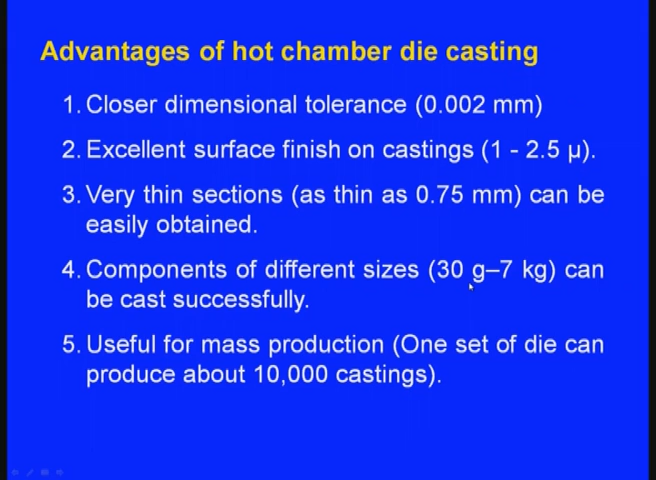 Advantages of hot chamber die casting
1. Closer dimensional tolerance (0.002 mm)
2. Excellent surface finish on castings (1 - 2.5 μ).
3. Very thin sections (as thin as 0.75 mm) can be
easily obtained.
4. Components of different sizes (30 g–7 kg) can
be cast successfully.
5. Useful for mass production (One set of die can
produce about 10,000 castings).